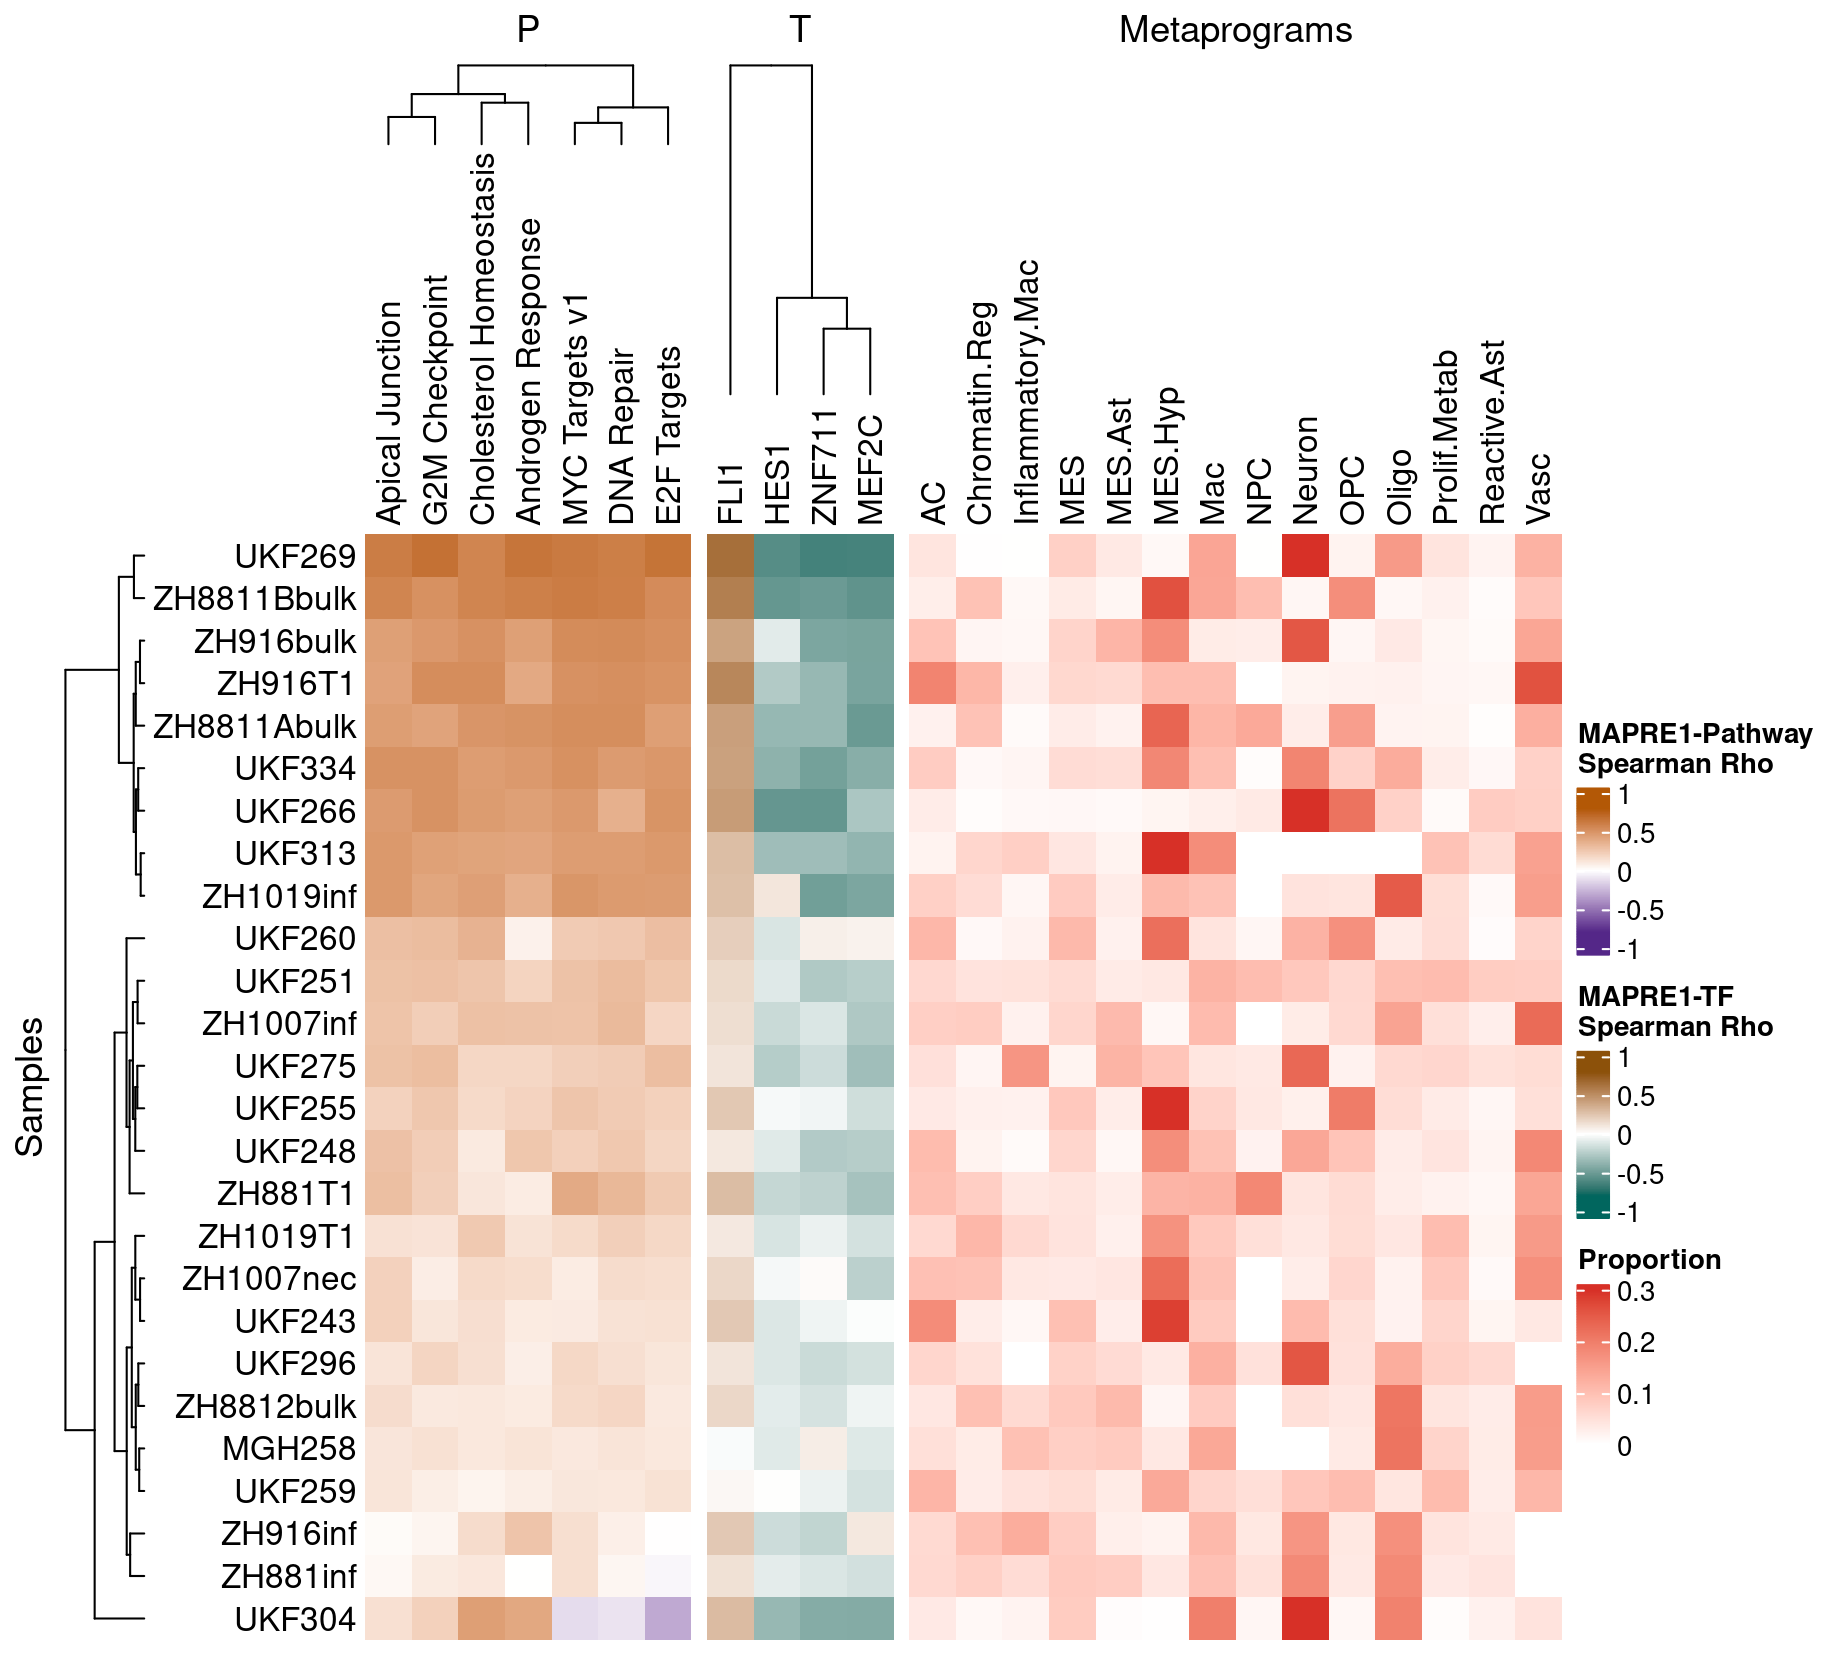 P
T
Metaprograms
Apical Junction
G2M Checkpoint
Cholesterol Homeostasis
Androgen Response
MYC Targets v1
DNA Repair
E2F Targets
FLI1
HES1
ZNF711
MEF2C
AC
Chromatin.Reg
Inflammatory.Mac
MES
MES.Ast
MES.Hyp
Mac
NPC
Neuron
OPC
Oligo
Prolif.Metab
Reactive.Ast
Vasc
Samples
UKF269
ZH8811Bbulk
ZH916bulk
ZH916T1
ZH8811Abulk
UKF334
UKF266
UKF313
ZH1019inf
UKF260
UKF251
ZH1007inf
UKF275
UKF255
UKF248
ZH881T1
ZH1019T1
ZH1007nec
UKF243
UKF296
ZH8812bulk
MGH258
UKF259
ZH916inf
ZH881inf
UKF304
MAPRE1-Pathway
Spearman Rho
1
0.5
0
-0.5
-1
MAPRE1-TF
Spearman Rho
1
0.5
0
-0.5
-1
Proportion
0.3
0.2
0.1
0